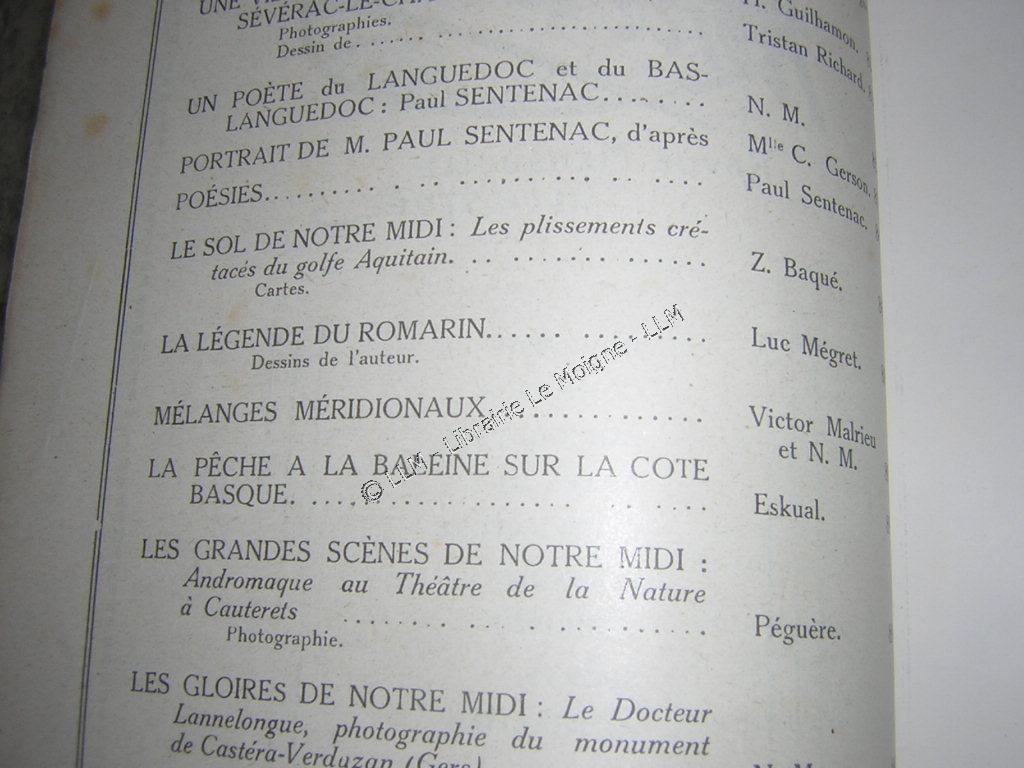 SÉVÉRAC-LE- H. Guilhamon.
Photographies.
Dessin de Tristan Richard.
UN POÈTE du LANGUEDOC et du BAS-
LANGUEDOC : Paul SENTENAC N. M.
PORTRAIT DE M. PAUL SENTENAC, d'après Mlle C. Gerson.
POÉSIES Paul Sentenac.
LE SOL DE NOTRE MIDI : Les plissements cré-
tacés du golfe Aquitain. Z. Baqué.
Cartes.
LA LÉGENDE DU ROMARIN Luc Mégret.
Dessins de l'auteur.
MÉLANGES MÉRIDIONAUX Victor Malrieu
et N. M.
LA PÊCHE A LA BALEINE SUR LA COTE
BASQUE. Eskual.
LES GRANDES SCÈNES DE NOTRE MIDI :
Andromaque au Théâtre de la Nature
à Cauterets Péguère.
Photographie.
LES GLOIRES DE NOTRE MIDI : Le Docteur
Lannelongue, photographie du monument
de Castéra-Verduzan (Gers)
© LLM - Librairie Le Moigne - LLM